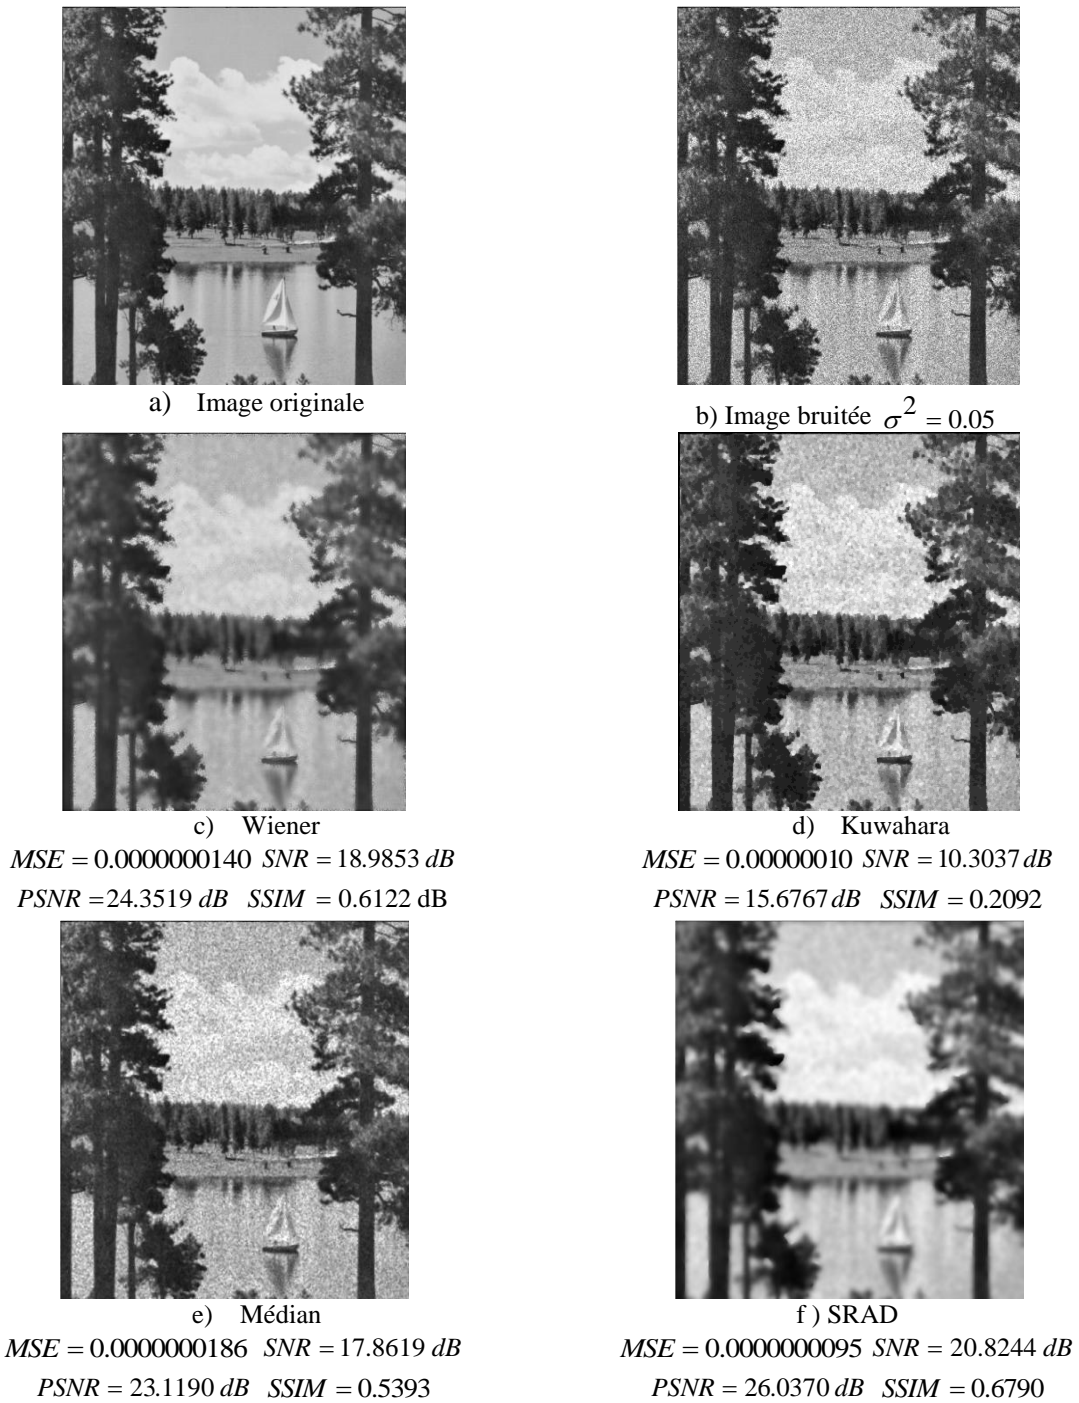 a) Image originale
b) Image bruitée σ² = 0.05
c) Wiener
d) Kuwahara
MSE = 0.0000000140 SNR = 18.9853 dB
MSE = 0.00000010 SNR = 10.3037 dB
PSNR = 24.3519 dB SSIM = 0.6122 dB
PSNR = 15.6767 dB SSIM = 0.2092
e) Médian
f ) SRAD
MSE = 0.0000000186 SNR = 17.8619 dB
MSE = 0.0000000095 SNR = 20.8244 dB
PSNR = 23.1190 dB SSIM = 0.5393
PSNR = 26.0370 dB SSIM = 0.6790